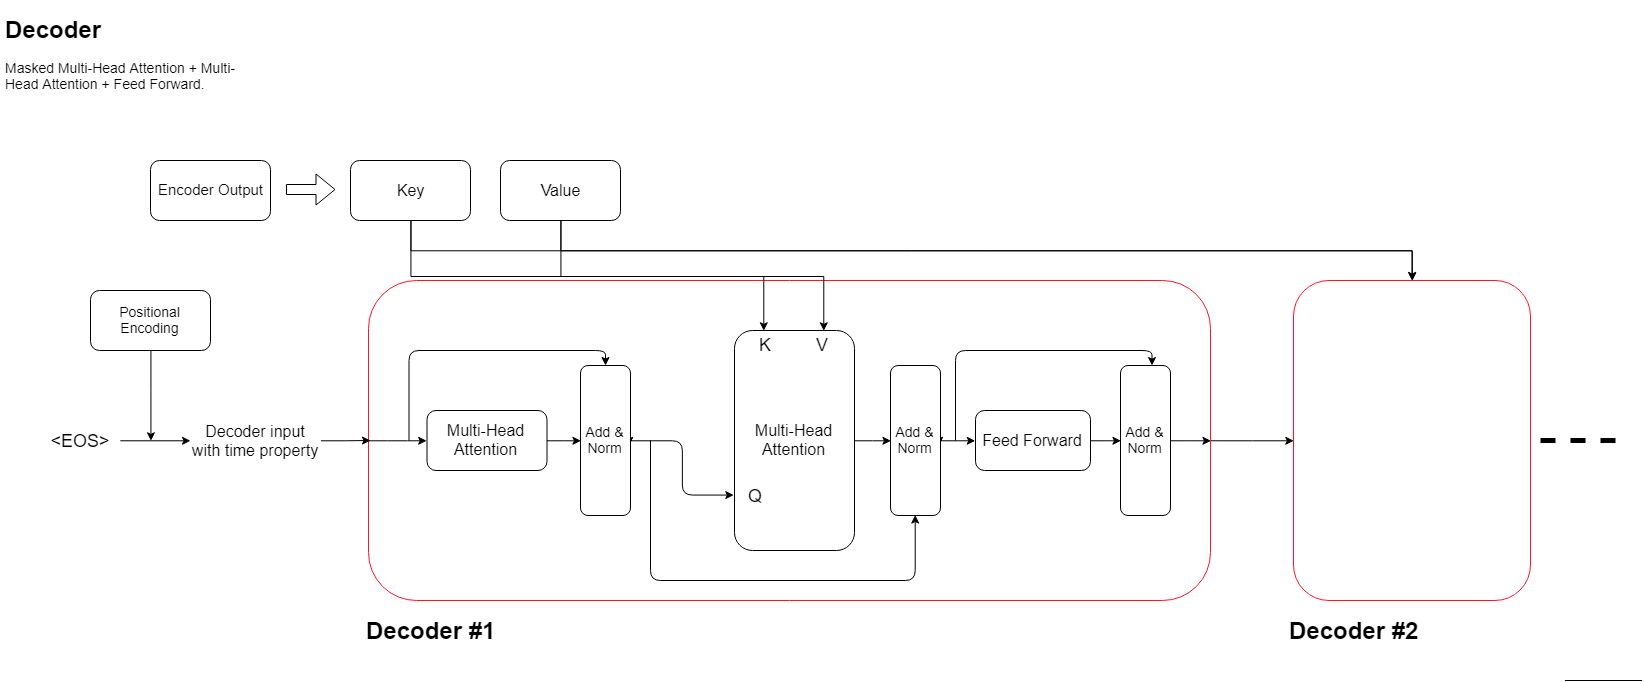 Decoder
Masked Multi-Head Attention + Multi-
Head Attention + Feed Forward.
Encoder Output
Key
Value
Positional
Encoding
<EOS>
Decoder input
with time property
Multi-Head
Attention
Add &
Norm
K
V
Multi-Head
Attention
Q
Add &
Norm
Feed Forward
Add &
Norm
Decoder #1
Decoder #2